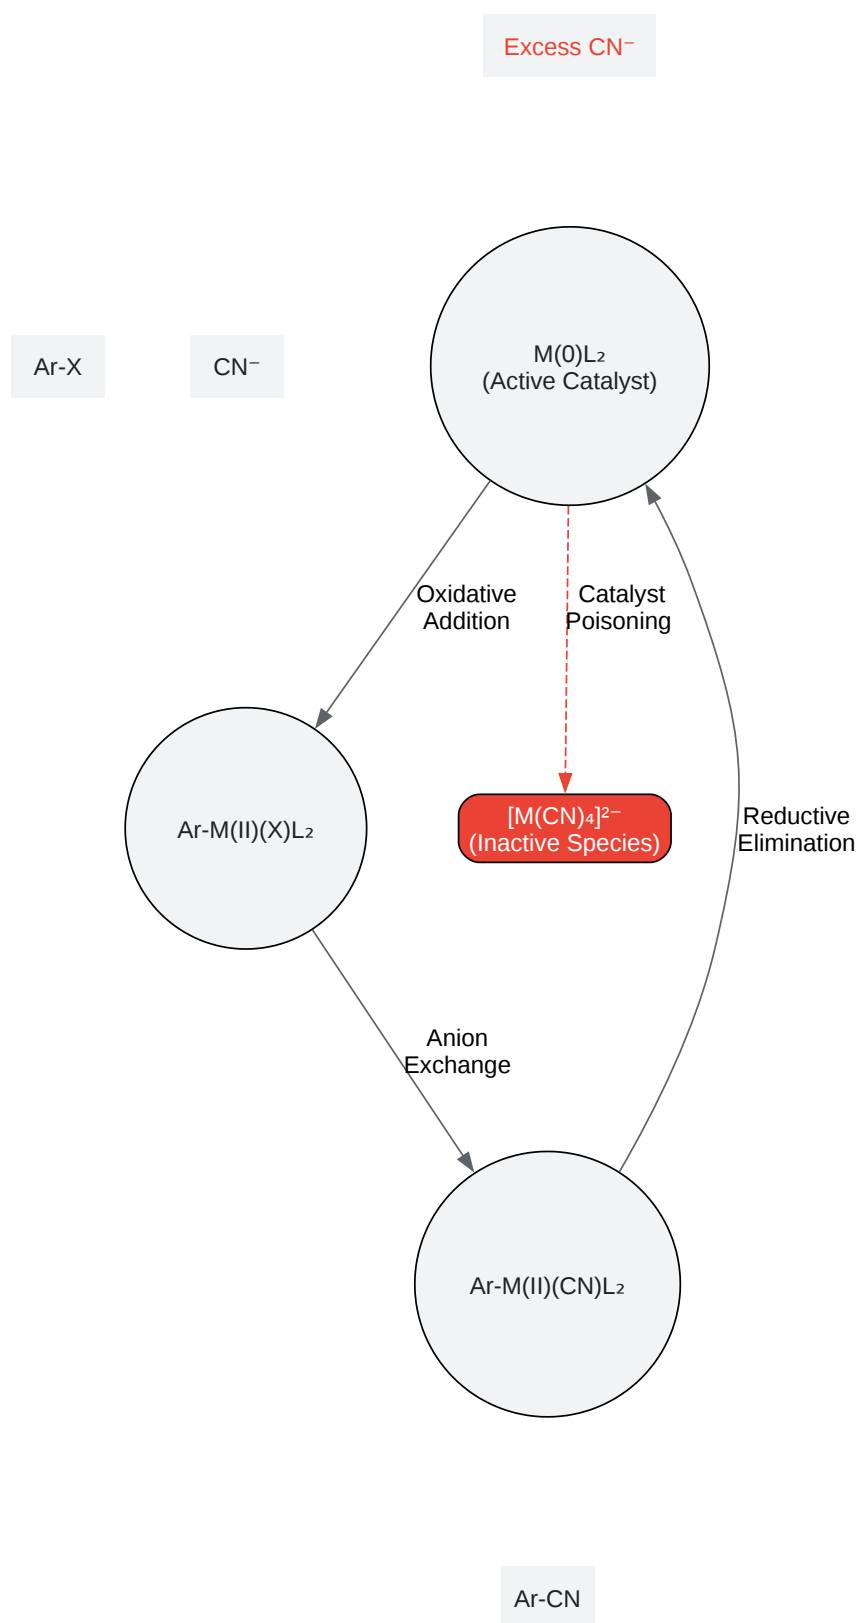 Excess CN⁻
Ar-X
CN⁻
M(0)L₂
(Active Catalyst)
Oxidative
Addition
Catalyst
Poisoning
Ar-M(II)(X)L₂
[M(CN)₄]²⁻
(Inactive Species)
Reductive
Elimination
Anion
Exchange
Ar-M(II)(CN)L₂
Ar-CN